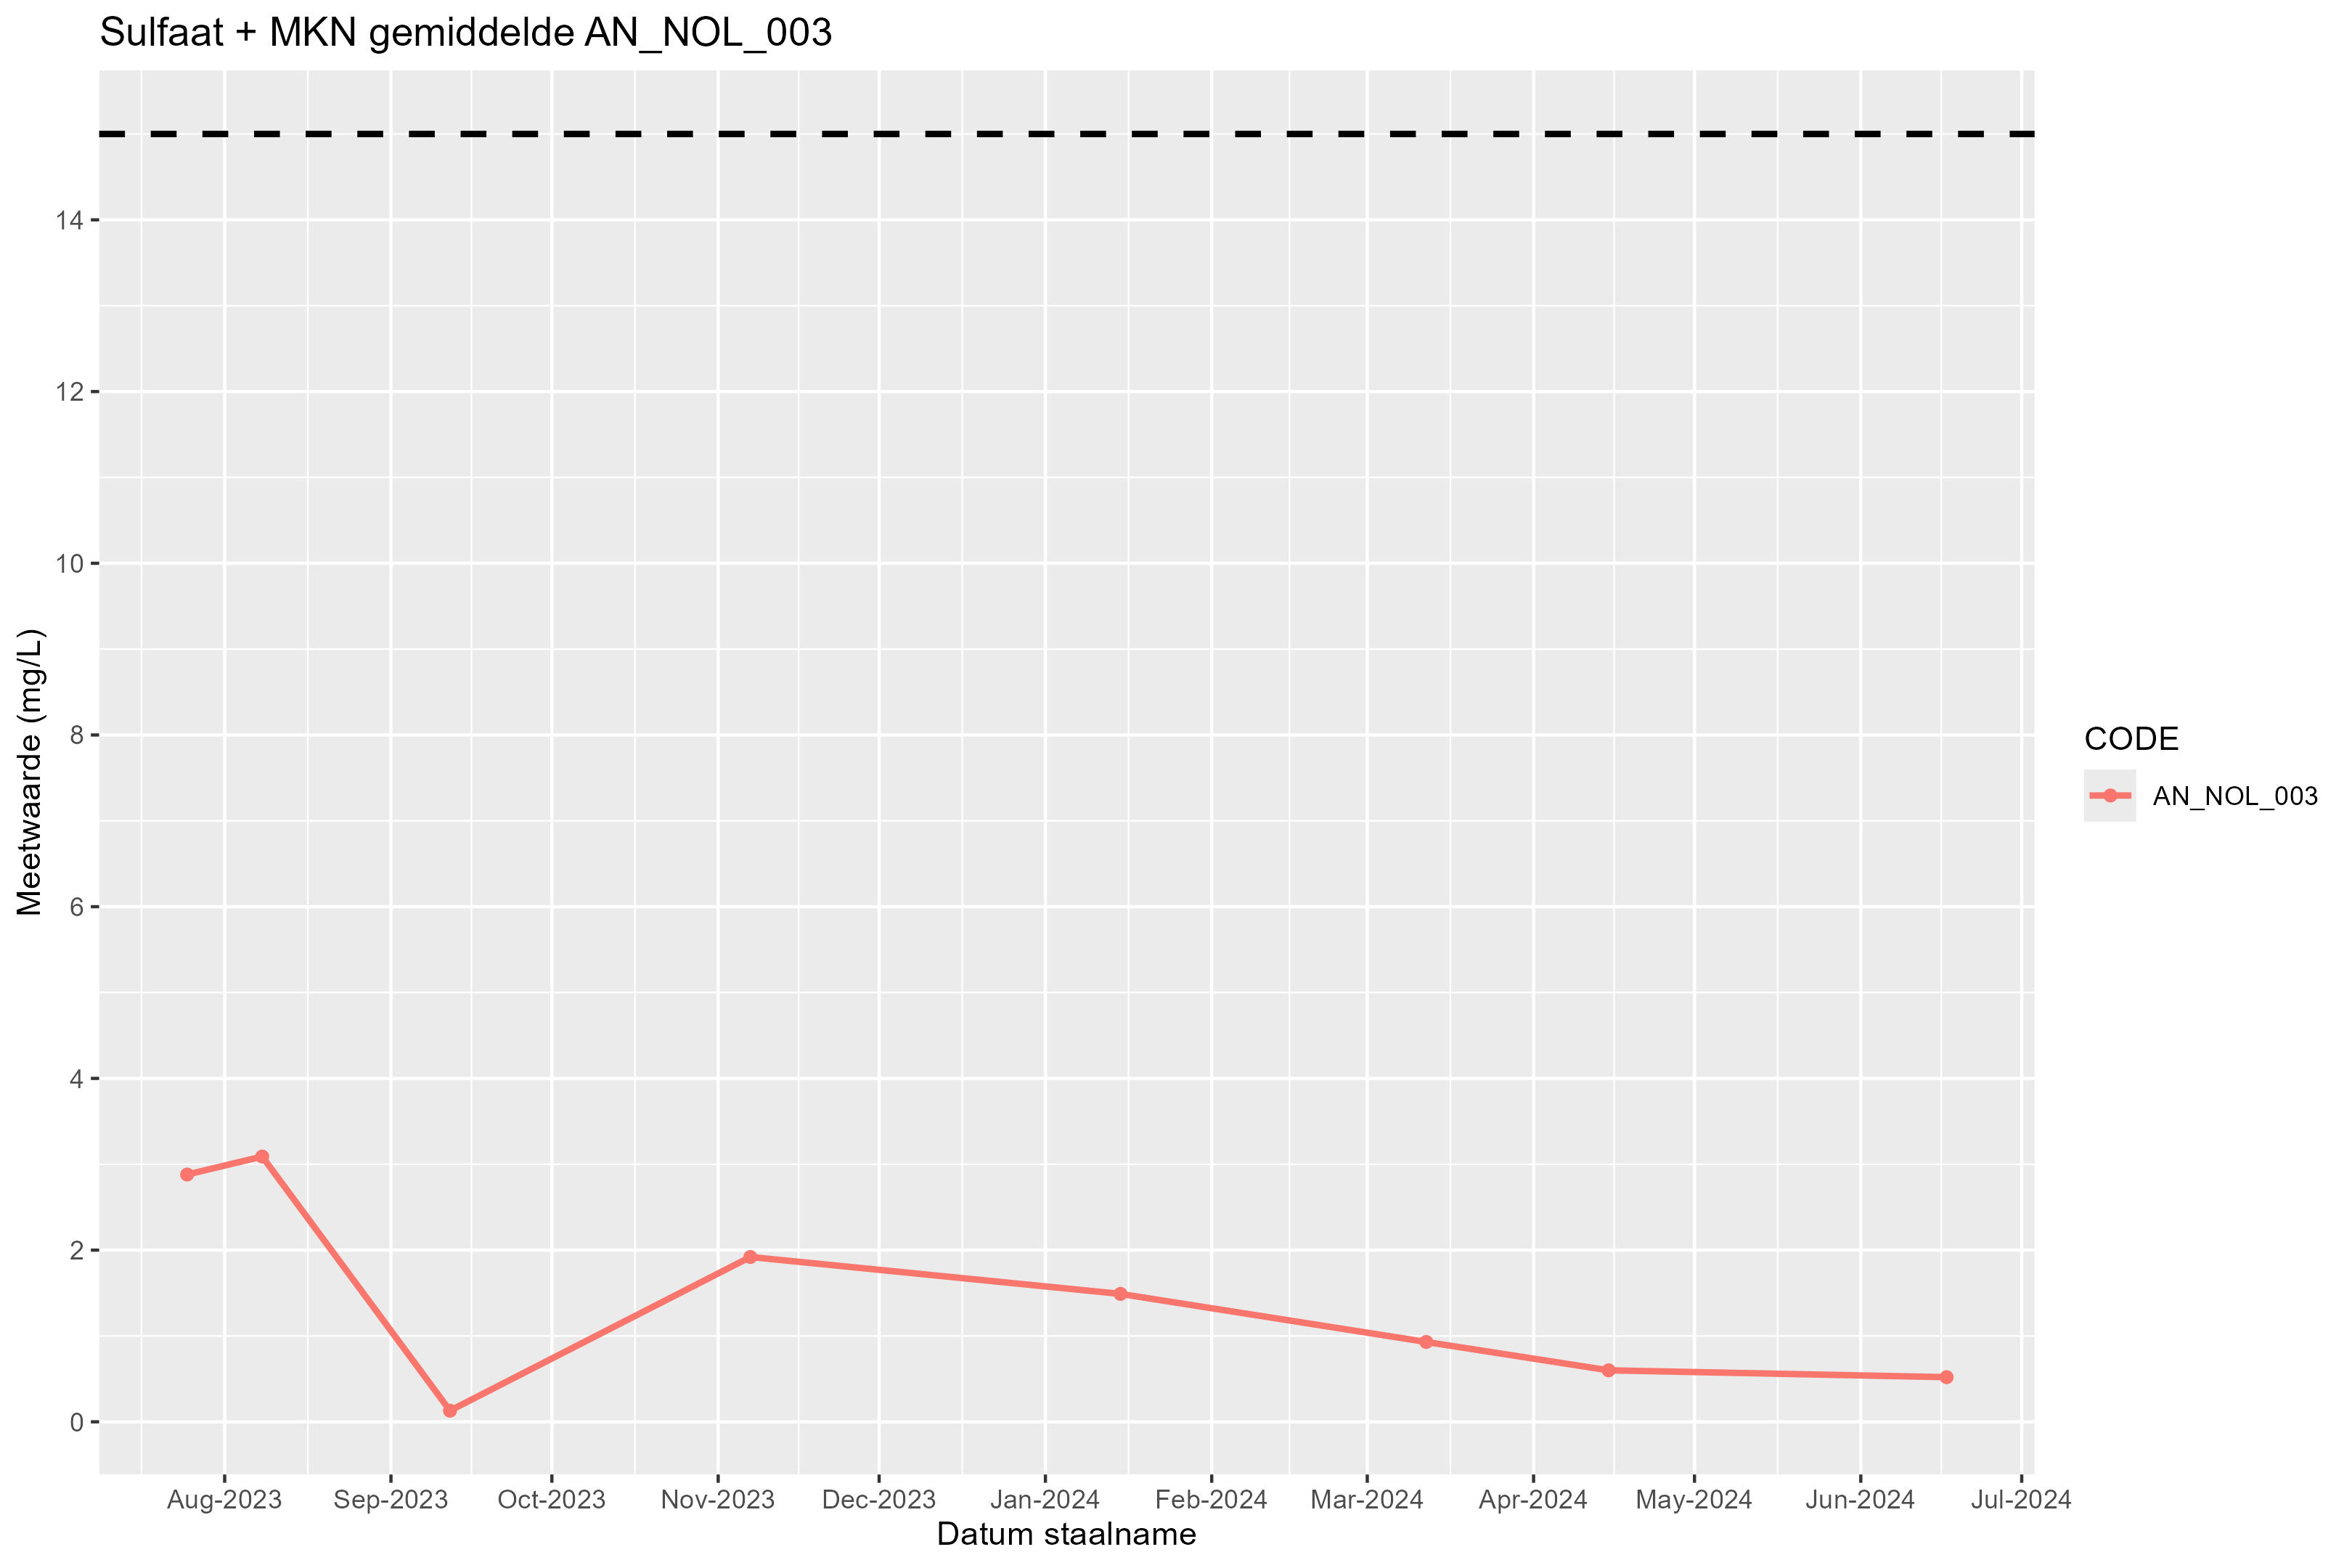 Sulfaat + MKN gemiddelde AN_NOL_003
Meetwaarde (mg/L)
14
12
10
8
6
4
2
0
Aug-2023 Sep-2023 Oct-2023 Nov-2023 Dec-2023 Jan-2024 Feb-2024 Mar-2024 Apr-2024 May-2024 Jun-2024 Jul-2024
Datum staalname
CODE
AN_NOL_003